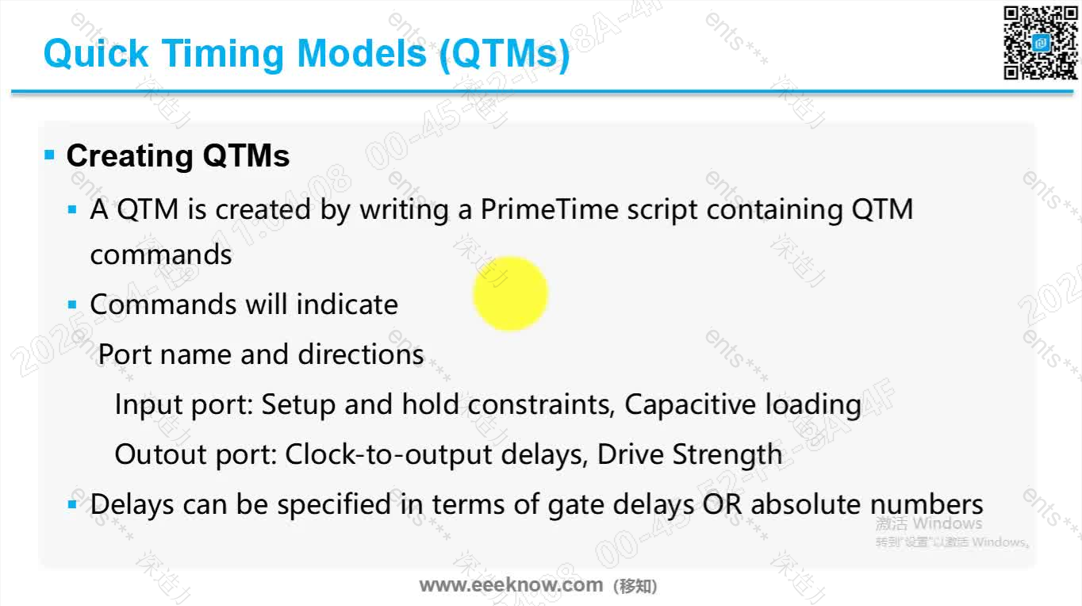 Quick Timing Models (QTMs)
Creating QTMs
A QTM is created by writing a PrimeTime script containing QTM
commands
Commands will indicate
Port name and directions
Input port: Setup and hold constraints, Capacitive loading
Outout port: Clock-to-output delays, Drive Strength
Delays can be specified in terms of gate delays OR absolute numbers
激活 Windows
转到"设置"以激活 Windows。
www.eeeknow.com (移知)